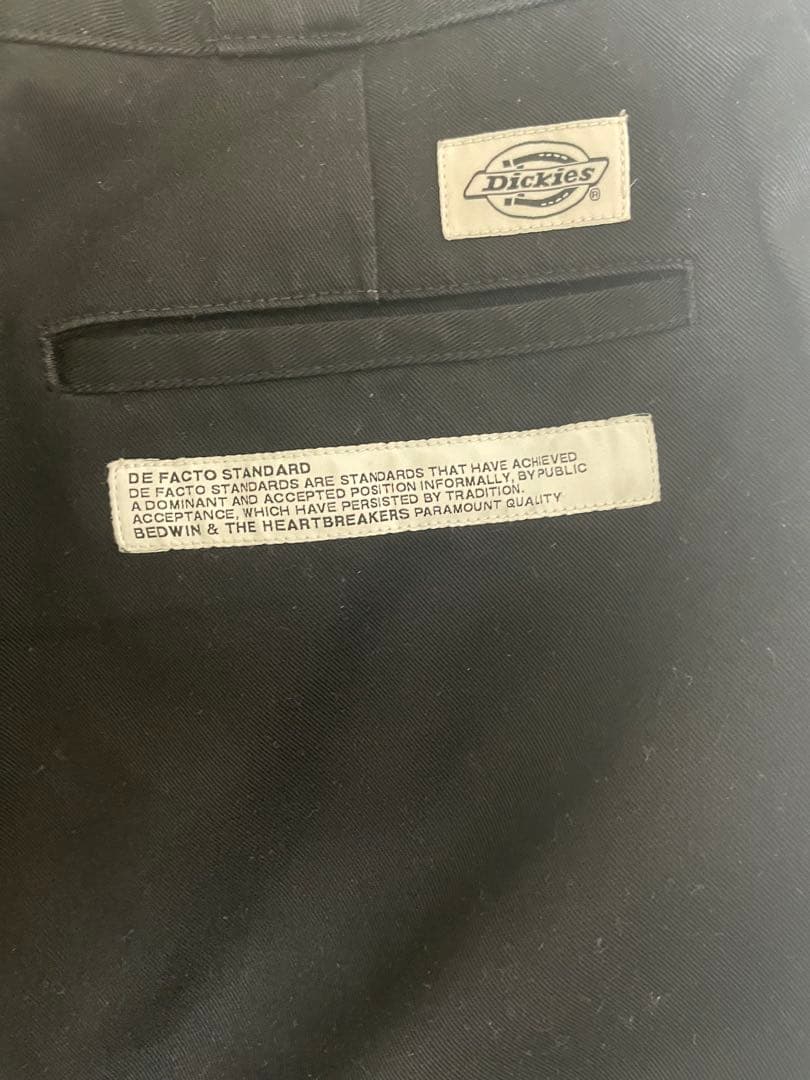 Dickies®
DE FACTO STANDARD
DE FACTO STANDARDS ARE STANDARDS THAT HAVE ACHIEVED
A DOMINANT AND ACCEPTED POSITION INFORMALLY, BY PUBLIC
ACCEPTANCE, WHICH HAVE PERSISTED BY TRADITION.
BEDWIN & THE HEARTBREAKERS PARAMOUNT QUALITY